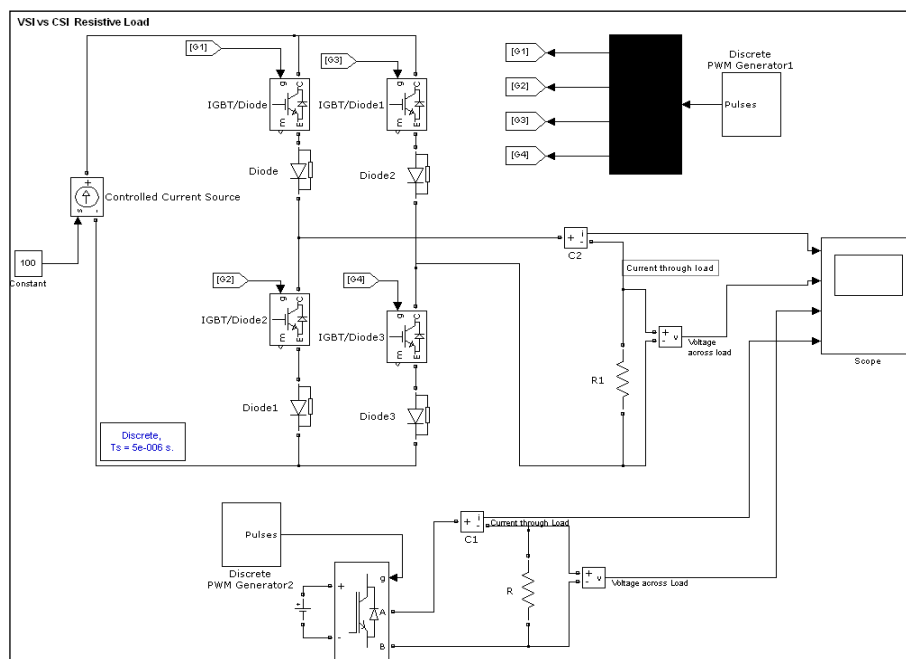 VSI vs CSI Resistive Load
[G1]
g C
IGBT/Diode
m E
Diode
[G3]
g C
IGBT/Diode1
m E
Diode2
[G1]
[G2]
[G3]
[G4]
Discrete
PWM Generator1
Pulses
+
s -
Controlled Current Source
100
Constant
[G2]
g C
IGBT/Diode2
m E
Diode1
[G4]
g C
IGBT/Diode3
m E
Diode3
+ i
-
C2
Current through load
+
- v
Voltage
across load
R1
Scope
Discrete,
Ts = 5e-006 s.
Pulses
Discrete
PWM Generator2
+
+
-
g
A
B
+ i
-
C1
Current through Load
R
+
- v
Voltage across Load